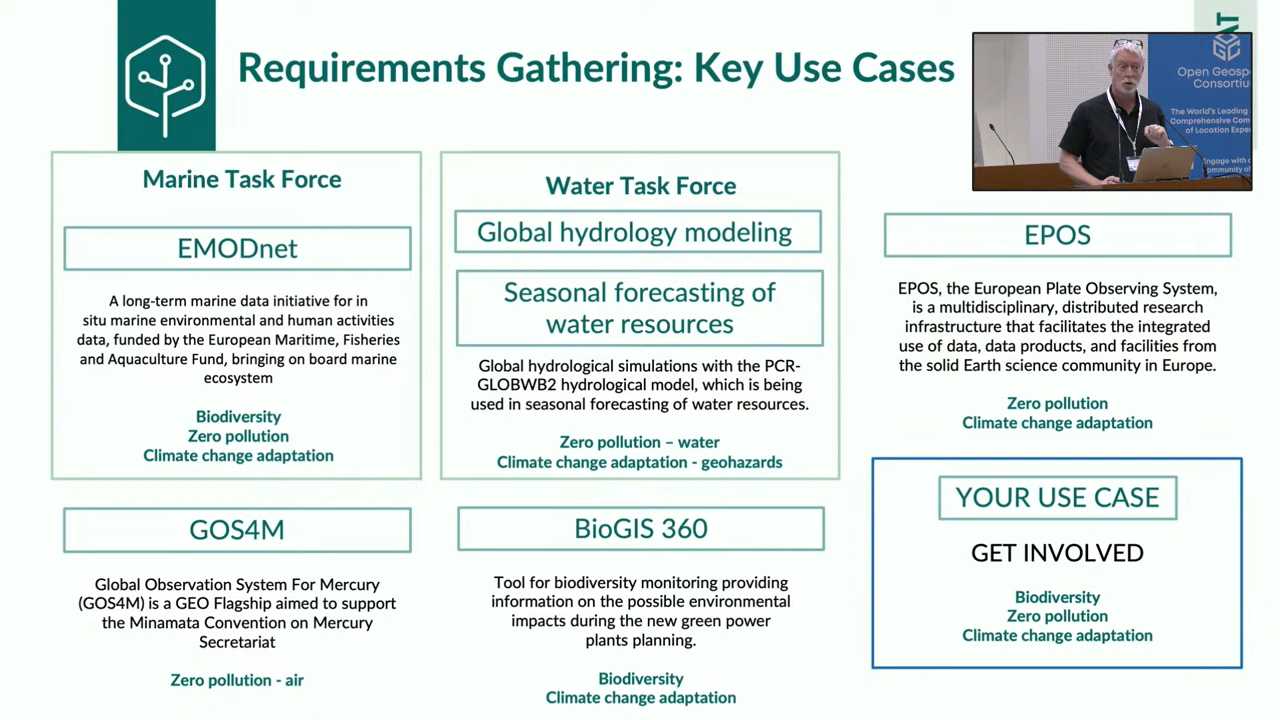 Requirements Gathering: Key Use Cases
Marine Task Force
EMODnet
A long-term marine data initiative for in
situ marine environmental and human activities
data, funded by the European Maritime, Fisheries
and Aquaculture Fund, bringing on board marine
ecosystem
Biodiversity
Zero pollution
Climate change adaptation
Water Task Force
Global hydrology modeling
Seasonal forecasting of
water resources
Global hydrological simulations with the PCR-
GLOBWB2 hydrological model, which is being
used in seasonal forecasting of water resources.
Zero pollution – water
Climate change adaptation - geohazards
EPOS
EPOS, the European Plate Observing System,
is a multidisciplinary, distributed research
infrastructure that facilitates the integrated
use of data, data products, and facilities from
the solid Earth science community in Europe.
Zero pollution
Climate change adaptation
GOS4M
Global Observation System For Mercury
(GOS4M) is a GEO Flagship aimed to support
the Minamata Convention on Mercury
Secretariat
Zero pollution - air
BioGIS 360
Tool for biodiversity monitoring providing
information on the possible environmental
impacts during the new green power
plants planning.
Biodiversity
Climate change adaptation
YOUR USE CASE
GET INVOLVED
Biodiversity
Zero pollution
Climate change adaptation
Open Geosp
Consortiu
The World's Leading
Comprehensive Com
of Location Expe
Engage with